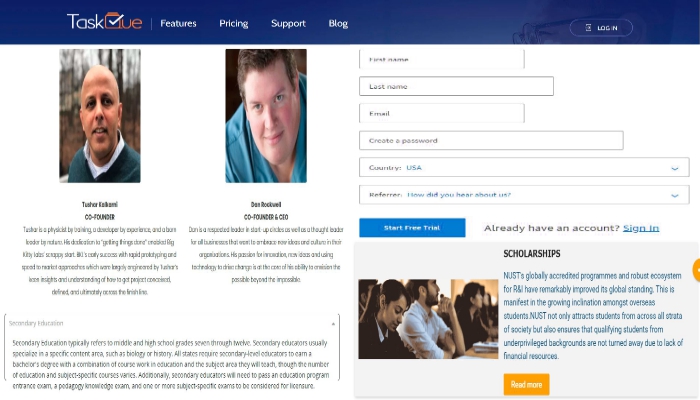 TaskQue
Features
Pricing
Support
Blog
LOG IN
Tushar Kalkami
CO-FOUNDER
Tushar is a physicist by training, a developer by experience, and a born
leader by nature. His dedication to "getting things done" enabled Big
Kitty Labs' scrappy start. BKL's early success with rapid prototyping and
speed to market approaches which were largely engineered by Tushar's
keen insights and understanding of how to get project conceived,
defined, and ultimately across the finish line.
Dan Rockwell
CO-FOUNDER & CEO
Dan is a respected leader in start-up circles as well as a thought leader
for all businesses that want to embrace new ideas and culture in their
organisations. His passion for innovation, new ideas and using
technology to drive change is at the core of his ability to envision the
possible beyond the impossible.
Secondary Education
Secondary Education typically refers to middle and high school grades seven through twelve. Secondary educators usually
specialize in a specific content area, such as biology or history. All states require secondary-level educators to earn a
bachelor's degree with a combination of course work in education and the subject area they will teach, though the number
of education and subject-specific courses varies. Additionally, secondary educators will need to pass an education program
entrance exam, a pedagogy knowledge exam, and one or more subject-specific exams to be considered for licensure.
First name
Last name
Email
Create a password
Country: USA
Referrer: How did you hear about us?
Start Free Trial
Already have an account? Sign In
SCHOLARSHIPS
NUST's globally accredited programmes and robust ecosystem
for R&I have remarkably improved its global standing. This is
manifest in the growing inclination amongst overseas
students.NUST not only attracts students from across all strata
of society but also ensures that qualifying students from
underprivileged backgrounds are not turned away due to lack of
financial resources.
Read more